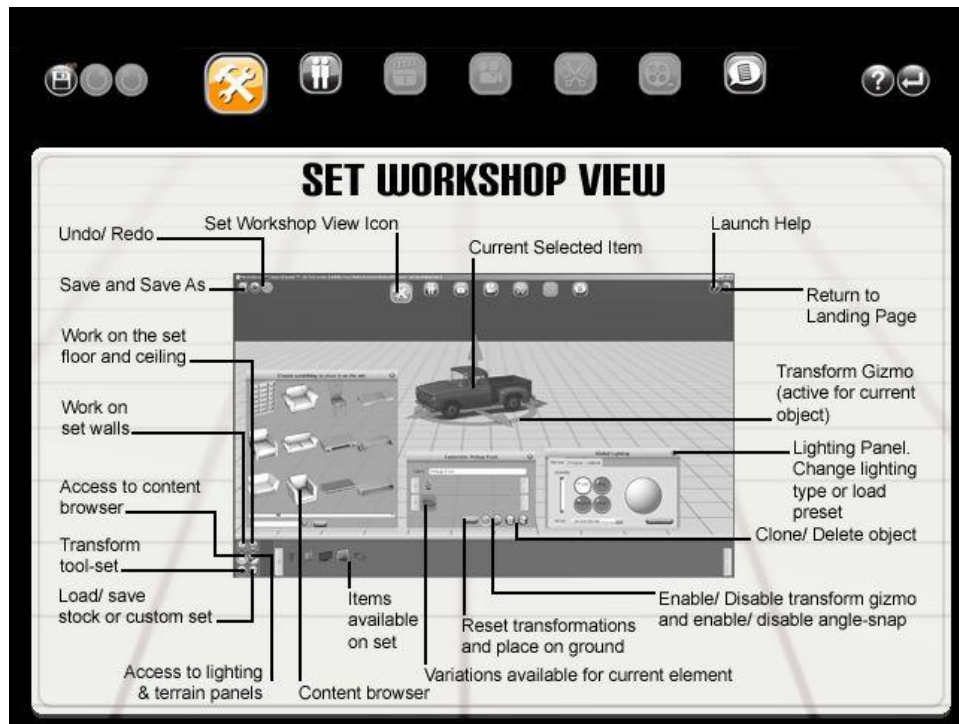 SET WORKSHOP VIEW
Undo/ Redo
Set Workshop View Icon
Launch Help
Current Selected Item
Save and Save As
Return to
Landing Page
Work on the set
floor and ceiling
Transform Gizmo
(active for current
object)
Work on
set walls
Lighting Panel.
Change lighting
type or load
preset
Access to content
browser
Clone/ Delete object
Transform
tool-set
Load/ save
stock or custom set
Items
available
on set
Enable/ Disable transform gizmo
and enable/ disable angle-snap
Reset transformations
and place on ground
Access to lighting
& terrain panels
Variations available for current element
Content browser